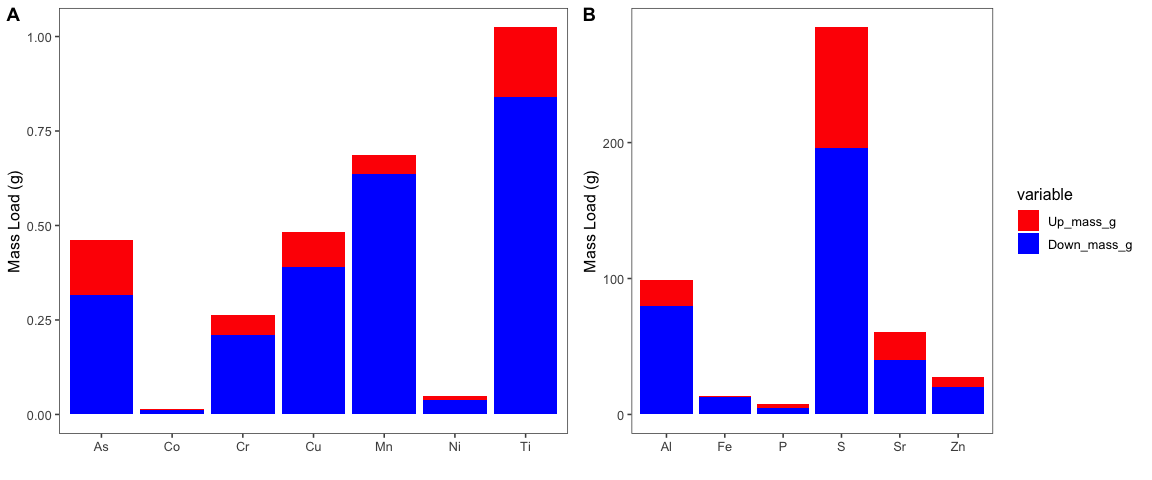 A
Mass Load (g)
1.00
0.75
0.50
0.25
0.00
As Co Cr Cu Mn Ni Ti
B
Mass Load (g)
200
100
0
Al Fe P S Sr Zn
variable
Up_mass_g
Down_mass_g